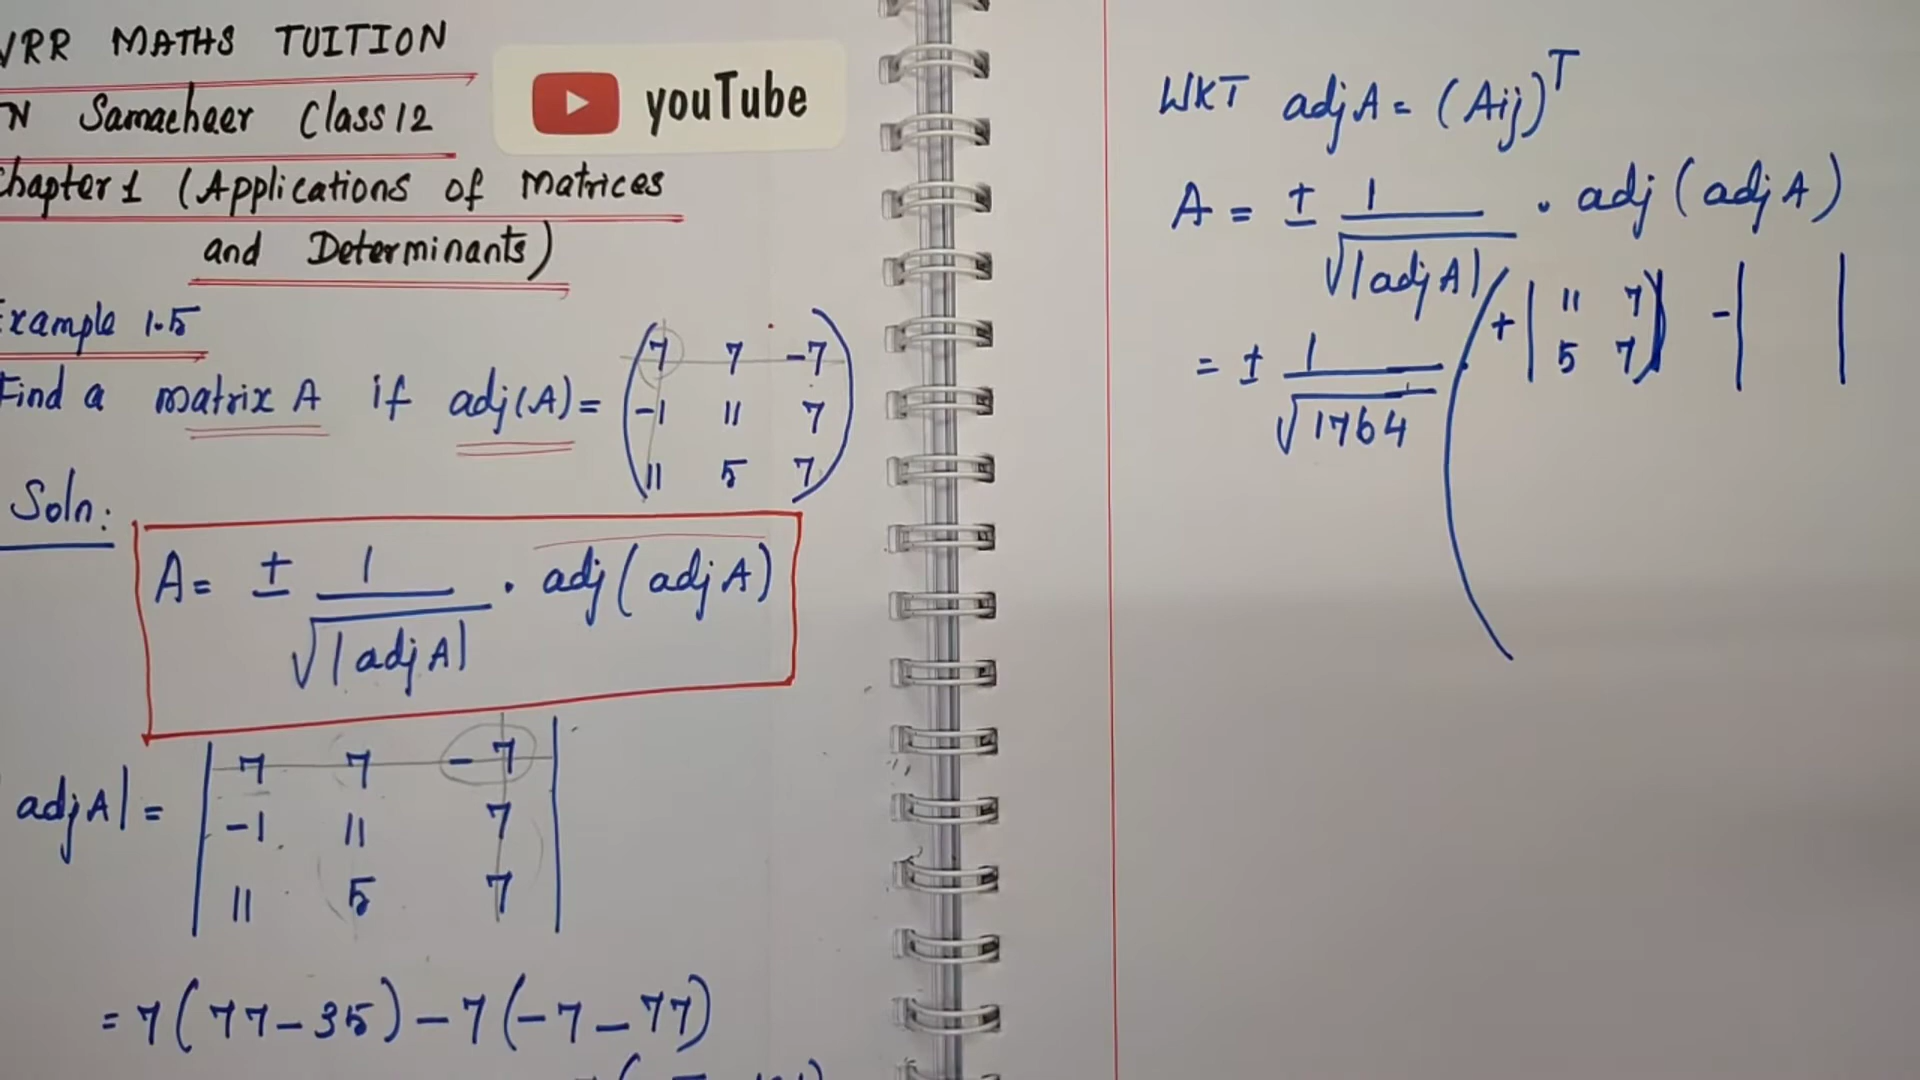 VRR MATHS TUITION
TN Samacheer Class 12
Chapter 1 (Applications of Matrices
and Determinants)
youTube
Example 1.5
Find a matrix A if adj(A) =
7 7 -7
-1 11 7
11 5 7
Soln:
A = ± 1/√|adj A| . adj(adj A)
adj A| =
7 7 -7
-1 11 7
11 5 7
= 7(77-35) - 7(-7-77)
WKT adj A = (Aij)^T
A = ± 1/√|adj A| . adj(adj A)
= ± 1/√1764 ( + | 11 7 | - | |
5 7